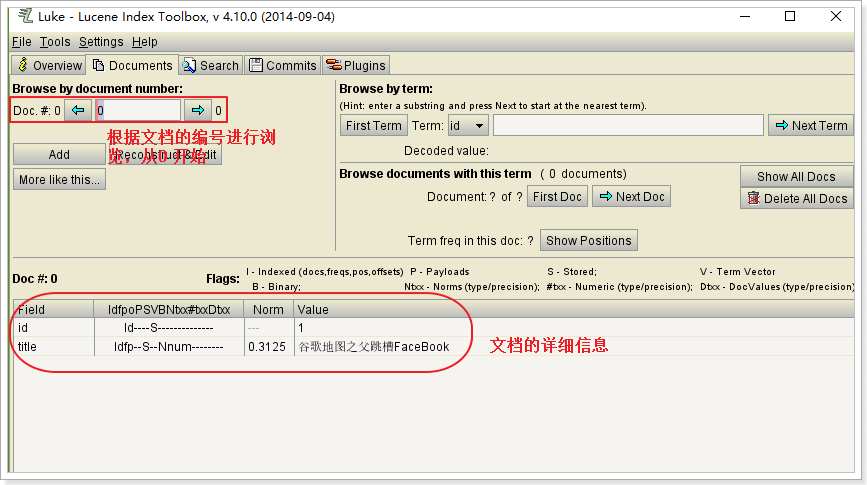 Luke - Lucene Index Toolbox, v 4.10.0 (2014-09-04)
File Tools Settings Help
Overview Documents Search Commits Plugins
Browse by document number:
Doc. #: 0 0 0
根据文档的编号进行浏
览，从0 开始
Add Reconstruct & Edit
More like this...
Browse by term:
(Hint: enter a substring and press Next to start at the nearest term).
First Term Term: id Next Term
Decoded value:
Browse documents with this term ( 0 documents)
Show All Docs
Document: ? of ? First Doc Next Doc
Delete All Docs
Term freq in this doc: ? Show Positions
Doc #: 0 Flags:
I - Indexed (docs,freqs,pos,offsets) P - Payloads S - Stored; V - Term Vector
B - Binary; Ntxx - Norms (type/precision); #txx - Numeric (type/precision); Dtxx - DocValues (type/precision)
Field IdfpoPSVBNtxx#txxDtxx Norm Value
id Id----S-------------- --- 1
title Idfp--S--Nnum-------- 0.3125 谷歌地图之父跳槽FaceBook
文档的详细信息